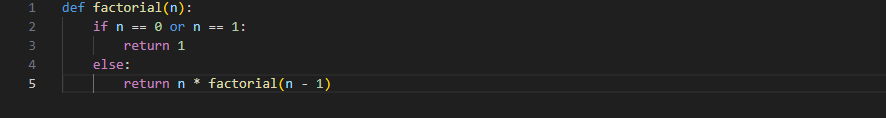 1 def factorial(n):
2     if n == 0 or n == 1:
3         return 1
4     else:
5         return n * factorial(n - 1)